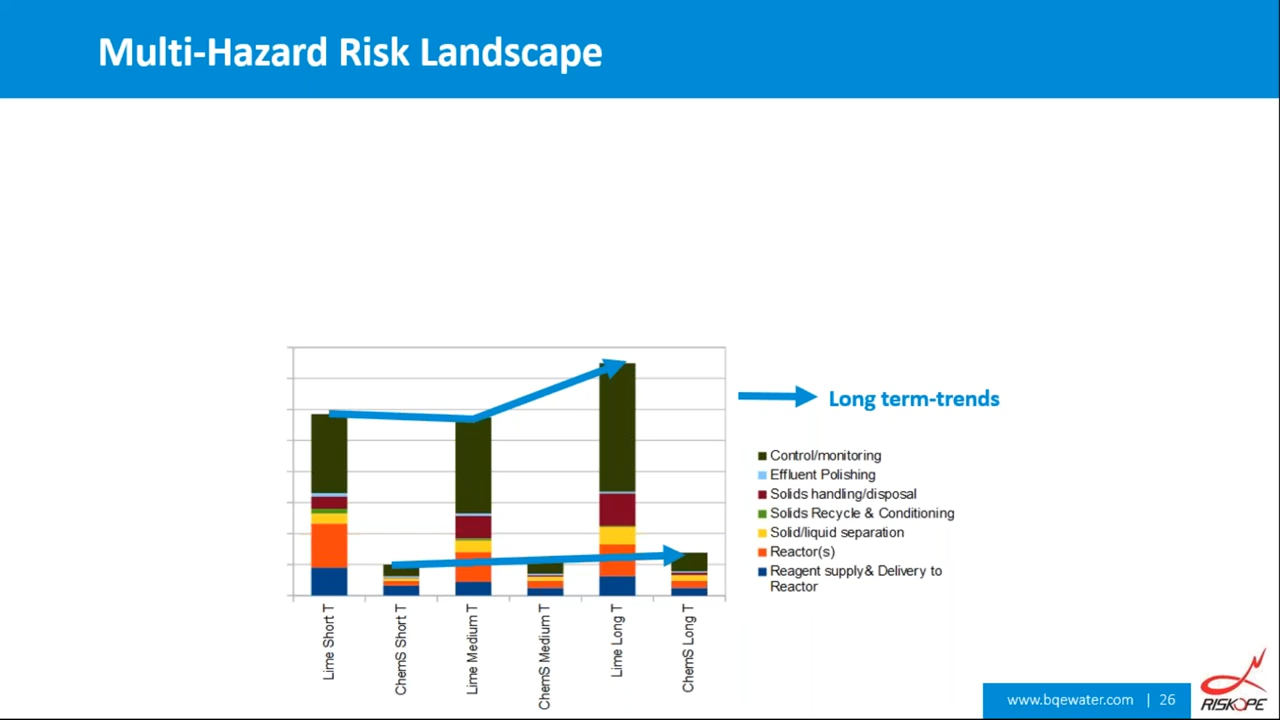 Multi-Hazard Risk Landscape
Long term-trends
Control/monitoring
Effluent Polishing
Solids handling/disposal
Solids Recycle & Conditioning
Solid/liquid separation
Reactor(s)
Reagent supply& Delivery to
Reactor
Lime Short T
ChemS Short T
Lime Medium T
ChemS Medium T
Lime Long T
ChemS Long T
www.bqewater.com | 26
RISKOPE